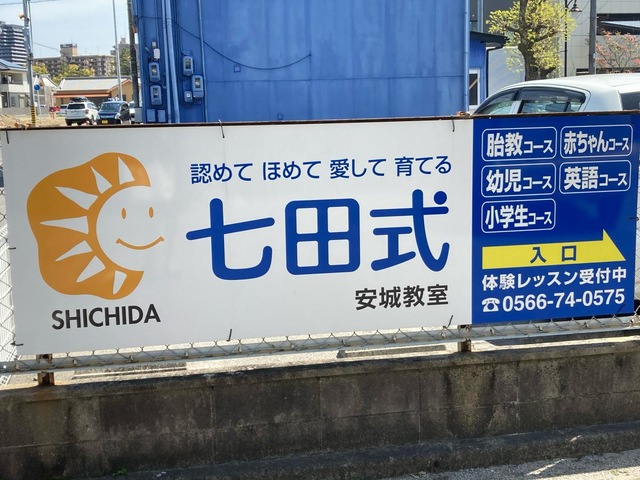 認めて ほめて 愛して 育てる
七田式
安城教室
SHICHIDA
胎教コース 赤ちゃんコース
幼児コース 英語コース
小学生コース
入口
体験レッスン受付中
☎0566-74-0575